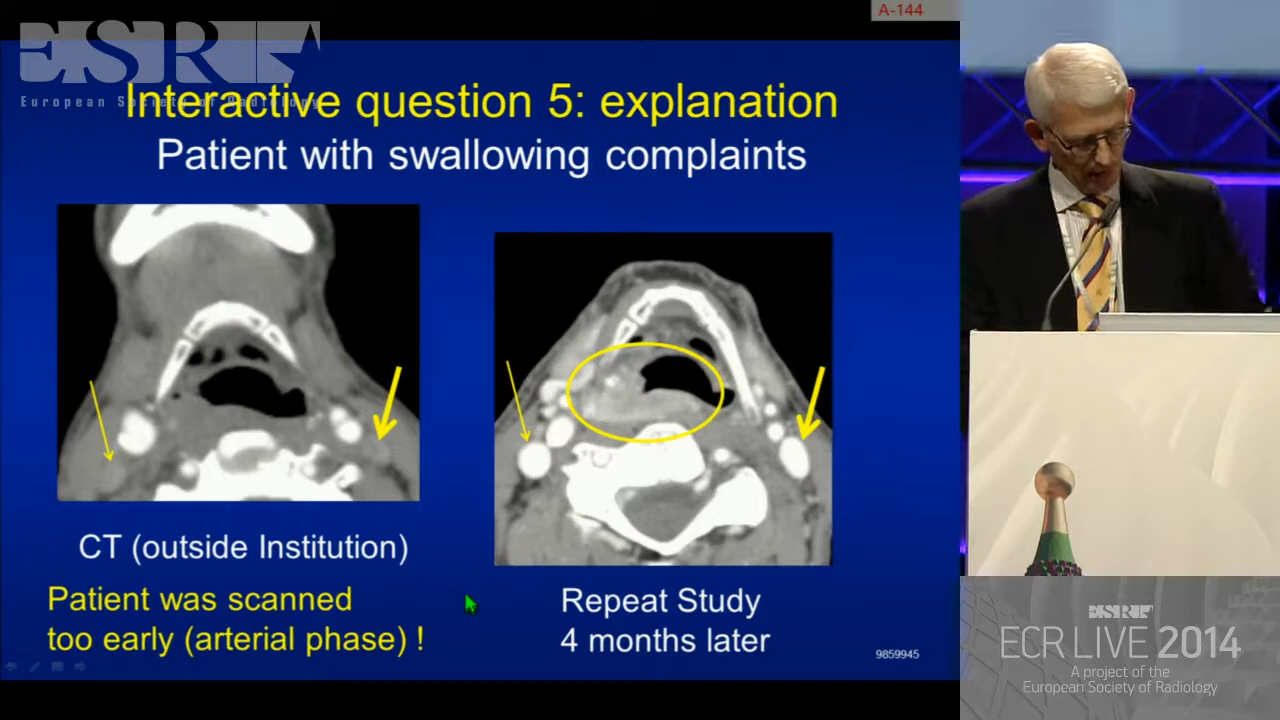 A-144
ESR
European Society of Radiology
Interactive question 5: explanation
Patient with swallowing complaints
CT (outside Institution)
Patient was scanned
too early (arterial phase) !
Repeat Study
4 months later
9859945
ESR
ECR LIVE 2014
A project of the
European Society of Radiology